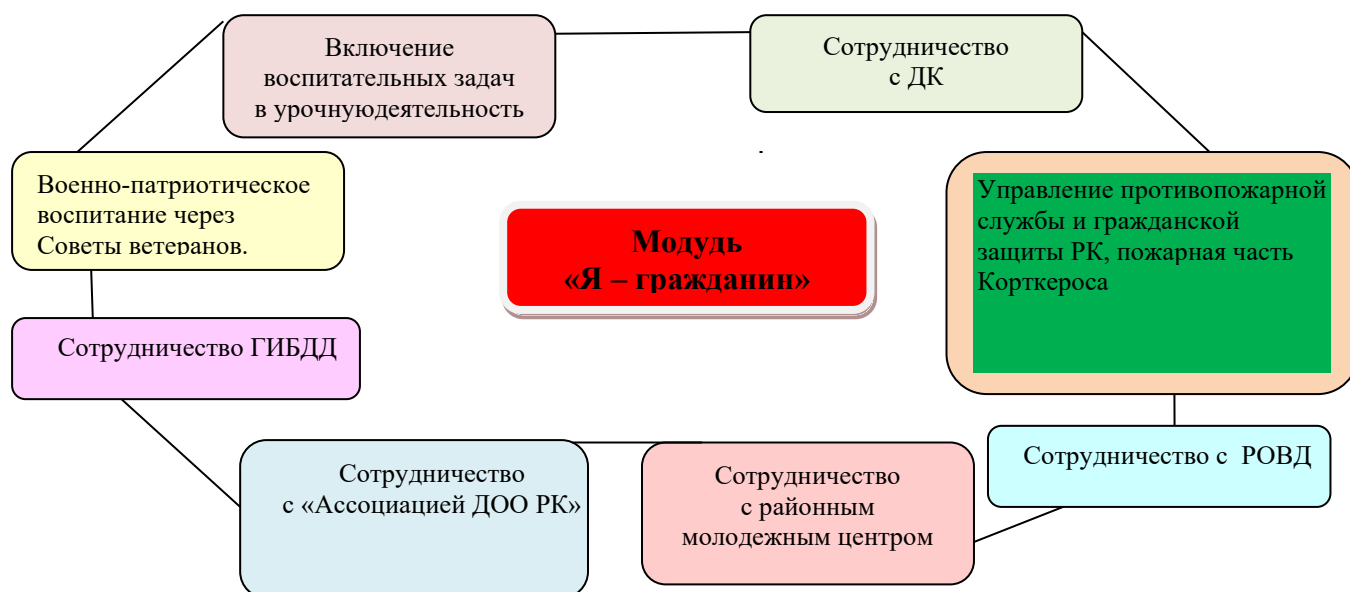 Включение
воспитательных задач
в урочнуюдеятельность
Сотрудничество
с ДК
Военно-патриотическое
воспитание через
Советы ветеранов.
Модудь
«Я – гражданин»
Управление противопожарной
службы и гражданской
защиты РК, пожарная часть
Корткероса
Сотрудничество ГИБДД
Сотрудничество с РОВД
Сотрудничество
с «Ассоциацией ДОО РК»
Сотрудничество
с районным
молодежным центром